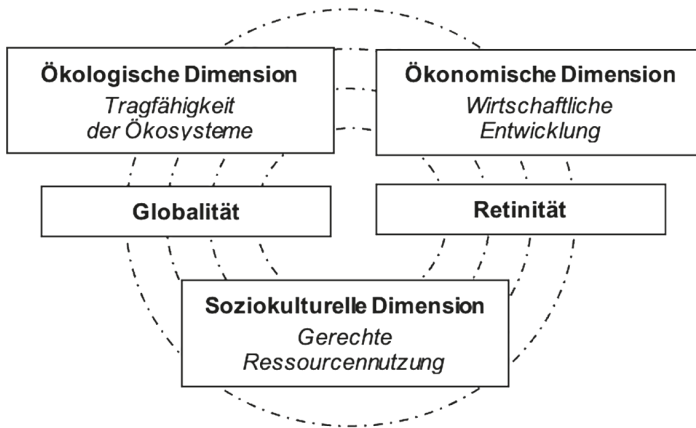 Ökologische Dimension
Tragfähigkeit
der Ökosysteme
Ökonomische Dimension
Wirtschaftliche
Entwicklung
Globalität
Retinität
Soziokulturelle Dimension
Gerechte
Ressourcennutzung